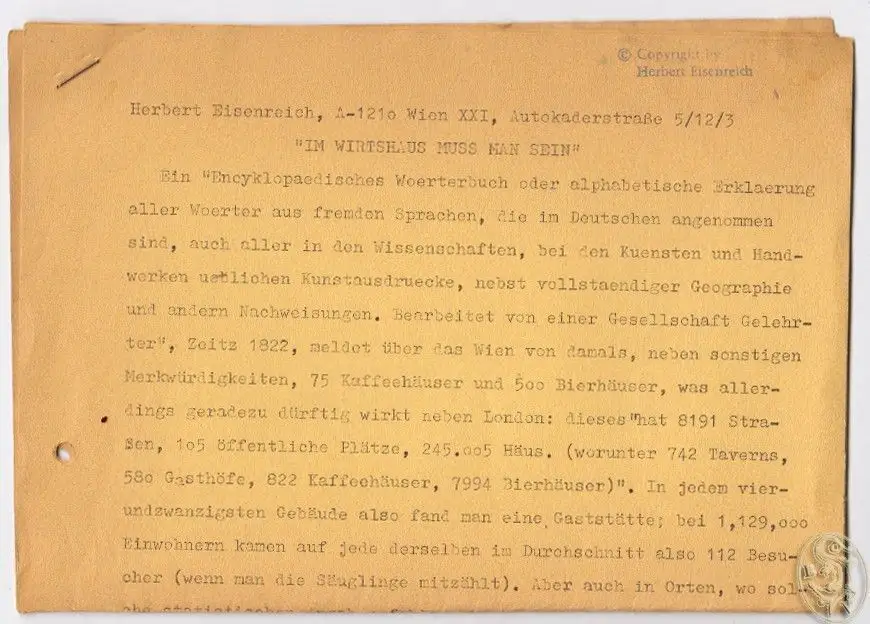 © Copyright by
Herbert Eisenreich
Herbert Eisenreich, A-121o Wien XXI, Autokaderstraße 5/12/3
"IM WIRTSHAUS MUSS MAN SEIN"
Ein "Encyklopaedisches Woerterbuch oder alphabetische Erklaerung
aller Woerter aus fremden Sprachen, die im Deutschen angenommen
sind, auch aller in den Wissenschaften, bei den Kuensten und Hand-
werken ueblichen Kunstausdruecke, nebst vollstaendiger Geographie
und andern Nachweisungen. Bearbeitet von einer Gesellschaft Gelehr-
ter", Zeitz 1822, meldet über das Wien von damals, neben sonstigen
Merkwürdigkeiten, 75 Kaffeehäuser und 5oo Bierhäuser, was aller-
dings geradezu dürftig wirkt neben London: dieses "hat 8191 Stra-
ßen, 1o5 öffentliche Plätze, 245.oo5 Häus. (worunter 742 Taverns,
58o Gasthöfe, 822 Kaffeehäuser, 7994 Bierhäuser)". In jedem vier-
undzwanzigsten Gebäude also fand man eine Gaststätte; bei 1,129,ooo
Einwohnern kamen auf jede derselben im Durchschnitt also 112 Besu-
cher (wenn man die Säuglinge mitzählt). Aber auch in Orten, wo sol-